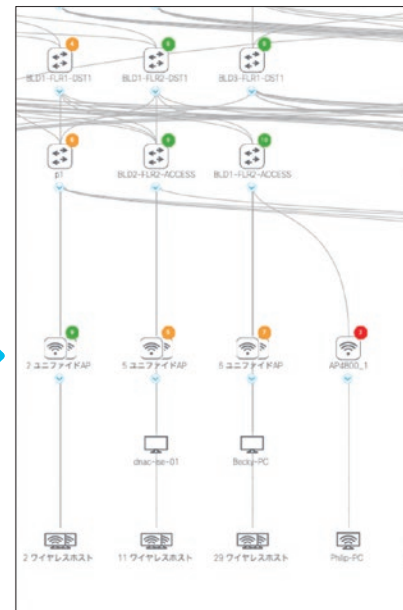 BLD1-FLR1-DST1
BLD1-FLR2-DST1
BLD3-FLR1-DST1
p1
BLD2-FLR2-ACCESS
BLD1-FLR2-ACCESS
10
2 ユニファイドAP
5 ユニファイドAP
6 ユニファイドAP
AP4800_1
dnac-ise-01
Becky-PC
2 ワイヤレスホスト
11 ワイヤレスホスト
29 ワイヤレスホスト
Philip-PC